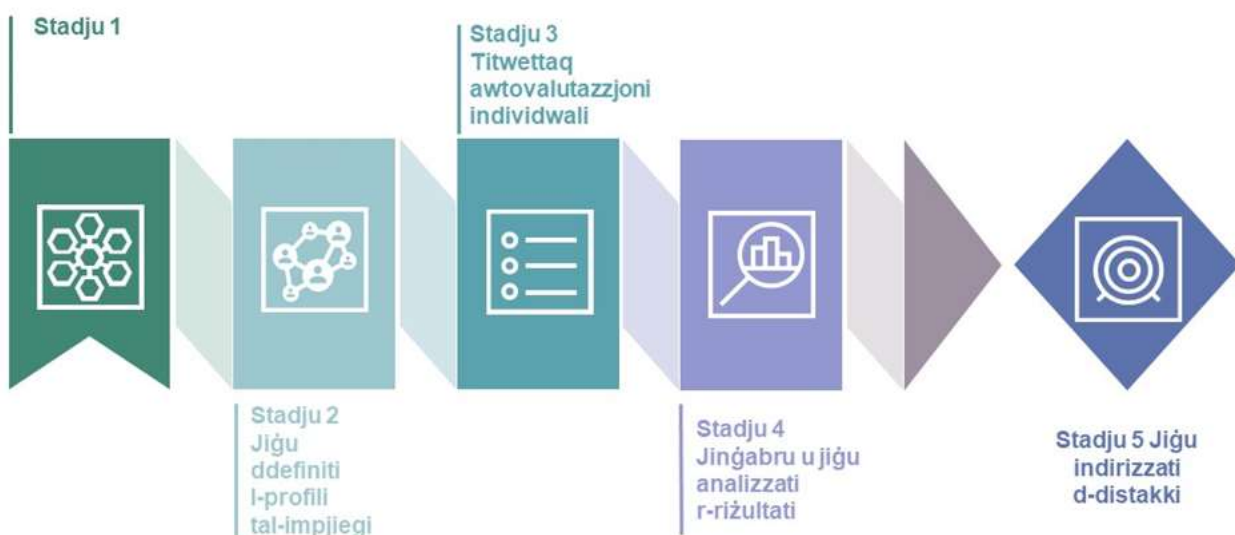 Stadju 1
Stadju 2
Jiġu
ddefiniti
l-profili
tal-impjiegi
Stadju 3
Titwettaq
awtovalutazzjoni
individwali
Stadju 4
Jinġabru u jiġu
analizzati
r-riżultati
Stadju 5 Jiġu
indirizzati
d-distakki